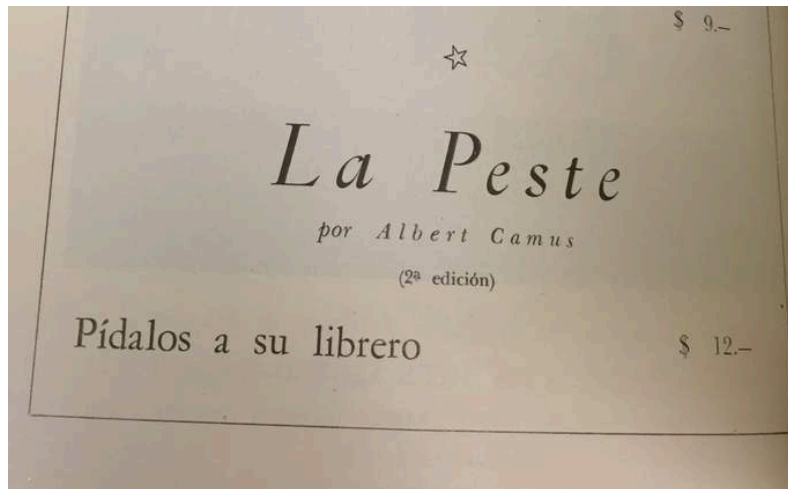 $ 9.–
La Peste
por Albert Camus
(2ª edición)
Pídalos a su librero $ 12.–